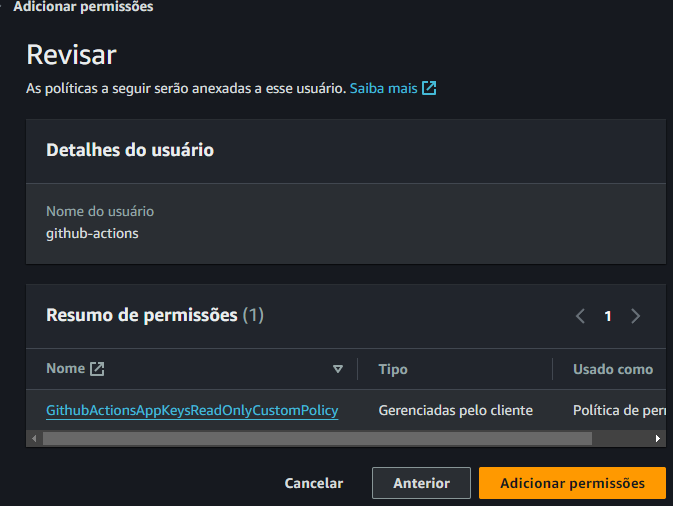 Adicionar permissões
Revisar
As políticas a seguir serão anexadas a esse usuário. Saiba mais
Detalhes do usuário
Nome do usuário
github-actions
Resumo de permissões (1)
1
Nome Tipo Usado como
GithubActionsAppKeysReadOnlyCustomPolicy Gerenciadas pelo cliente Política de
Cancelar Anterior Adicionar permissões